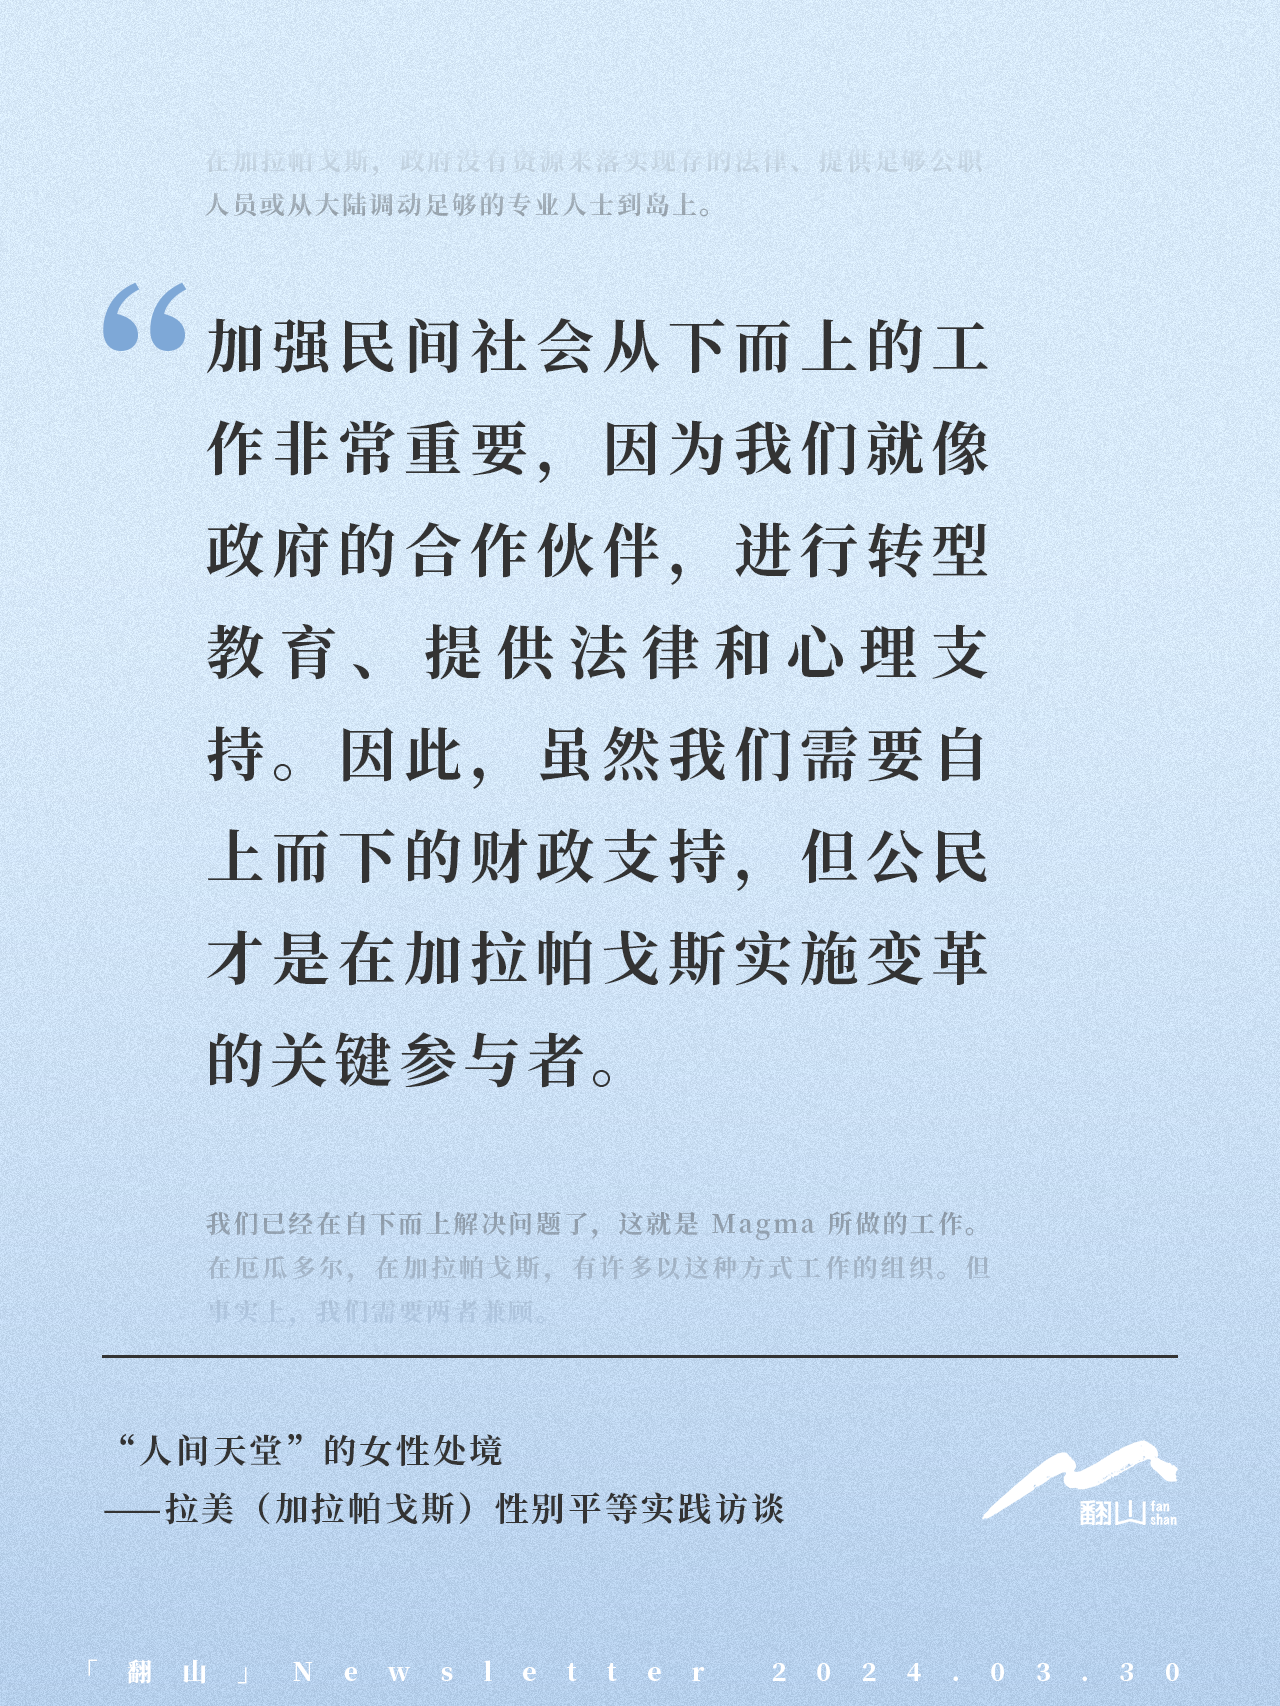 在加拉帕戈斯，政府没有资源来落实现存的法律、提供足够公职
人员或从大陆调动足够的专业人士到岛上。
“加强民间社会从下而上的工
作非常重要，因为我们就像
政府的合作伙伴，进行转型
教育、提供法律和心理支
持。因此，虽然我们需要自
上而下的财政支持，但公民
才是在加拉帕戈斯实施变革
的关键参与者。
我们已经在自下而上解决问题了，这就是 Magma 所做的工作。
在厄瓜多尔，在加拉帕戈斯，有许多以这种方式工作的组织。但
事实上，我们需要两者兼顾。
“人间天堂”的女性处境
——拉美（加拉帕戈斯）性别平等实践访谈
翻山 fan shan
「翻山」Newsletter 2024.03.30